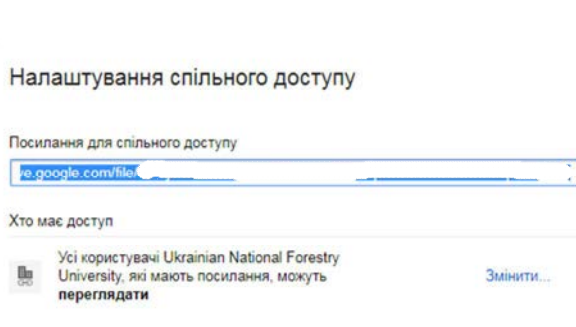 Налаштування спільного доступу
Посилання для спільного доступу
ve.google.com/file/
Хто має доступ
Усі користувачі Ukrainian National Forestry
University, які мають посилання, можуть
переглядати
Змінити...